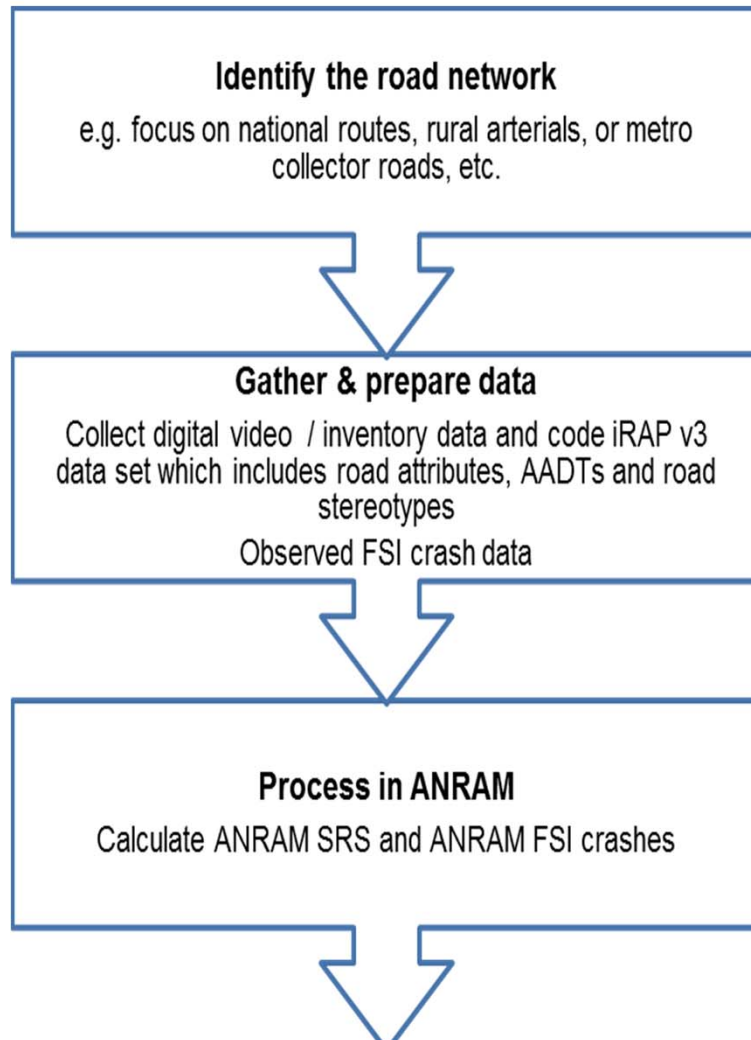 Identify the road network
e.g. focus on national routes, rural arterials, or metro
collector roads, etc.
Gather & prepare data
Collect digital video / inventory data and code iRAP v3
data set which includes road attributes, AADTs and road
stereotypes
Observed FSI crash data
Process in ANRAM
Calculate ANRAM SRS and ANRAM FSI crashes